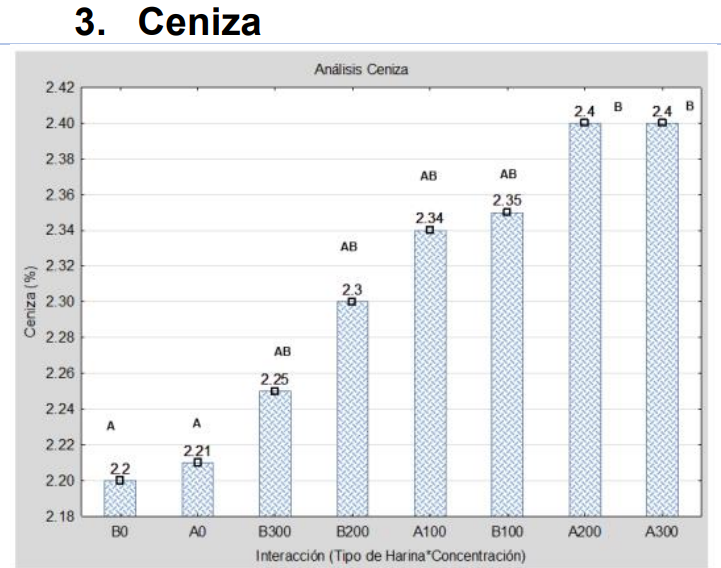 3. Ceniza
Análisis Ceniza
2.42
2.40
2.38
2.36
2.34
2.32
2.30
2.28
2.26
2.24
2.22
2.20
2.18
Ceniza (%)
A
2.2
A
2.21
AB
2.25
AB
2.3
AB
2.34
AB
2.35
2.4 B
2.4 B
B0 A0 B300 B200 A100 B100 A200 A300
Interacción (Tipo de Harina*Concentración)